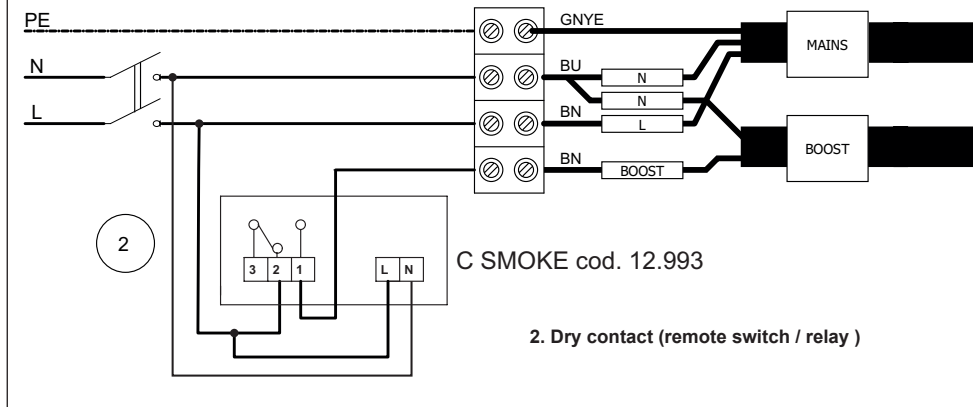 PE
GNYE
MAINS
N
BU
N
N
L
BN
L
BOOST
BN
BOOST
2
3 2 1
L N
C SMOKE cod. 12.993
2. Dry contact (remote switch / relay )